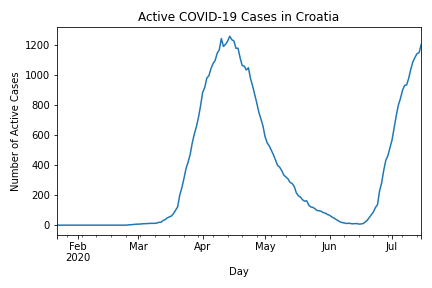 Active COVID-19 Cases in Croatia
Number of Active Cases
1200
1000
800
600
400
200
0
Feb
2020
Mar
Apr
May
Jun
Jul
Day